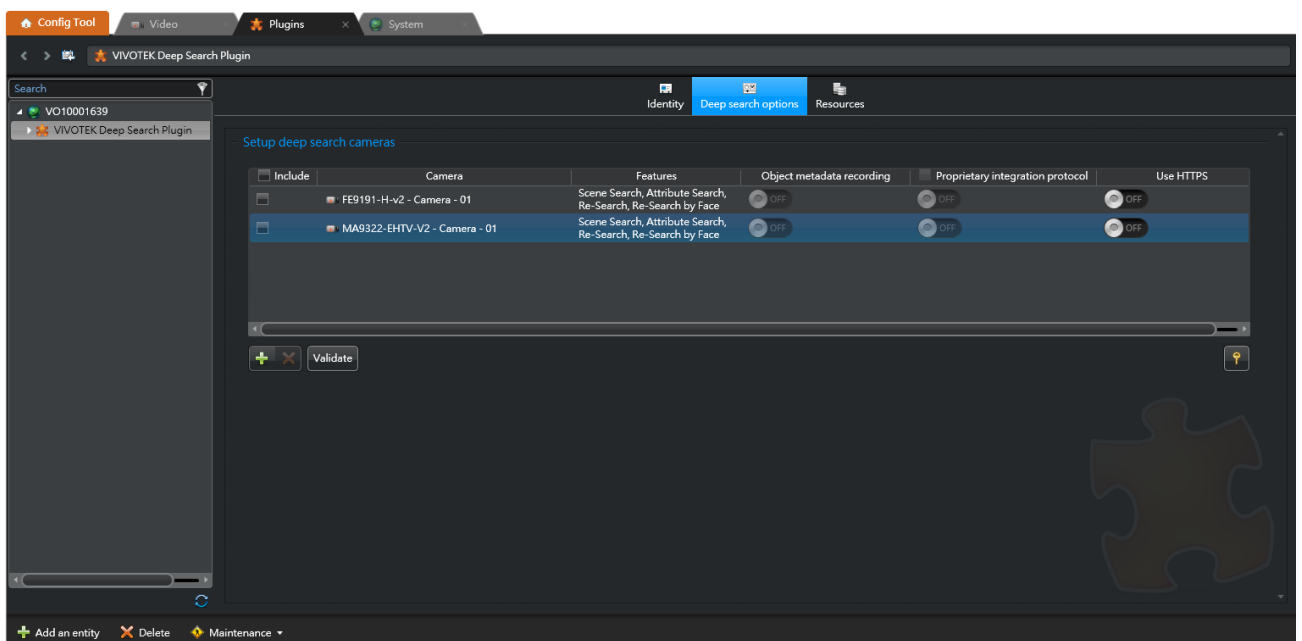 Config Tool
Video
Plugins
System
VIVOTEK Deep Search Plugin
Search
VO10001639
VIVOTEK Deep Search Plugin
Identity
Deep search options
Resources
Setup deep search cameras
Include
Camera
Features
Object metadata recording
Proprietary integration protocol
Use HTTPS
FE9191-H-v2 - Camera - 01
Scene Search, Attribute Search,
Re-Search, Re-Search by Face
OFF
OFF
OFF
MA9322-EHTV-V2 - Camera - 01
Scene Search, Attribute Search,
Re-Search, Re-Search by Face
OFF
OFF
OFF
Validate
Add an entity
Delete
Maintenance